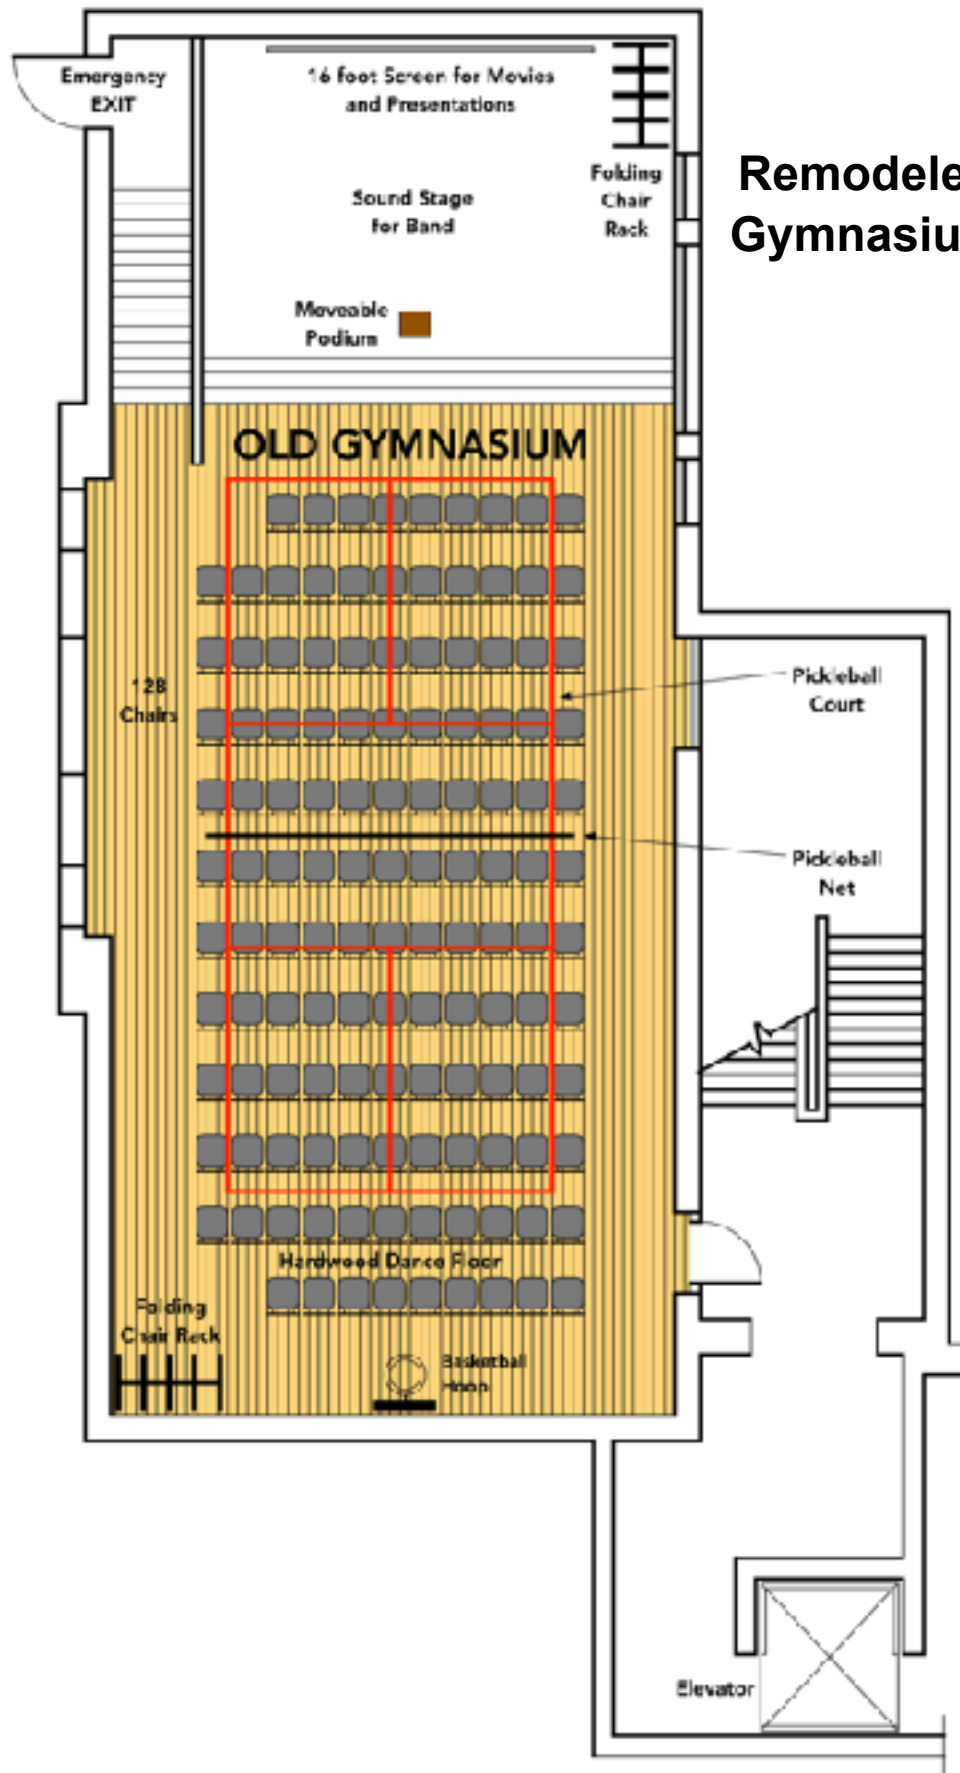 Emergency
EXIT
16 foot Screen for Movies
and Presentations
Folding
Chair
Rack
Remodele
Gymnasiu
Sound Stage
for Band
Moveable
Podium
OLD GYMNASIUM
128
Chairs
Pickleball
Court
Pickleball
Net
Hardwood Dance Floor
Folding
Chair Rack
Basketball
Hoop
Elevator